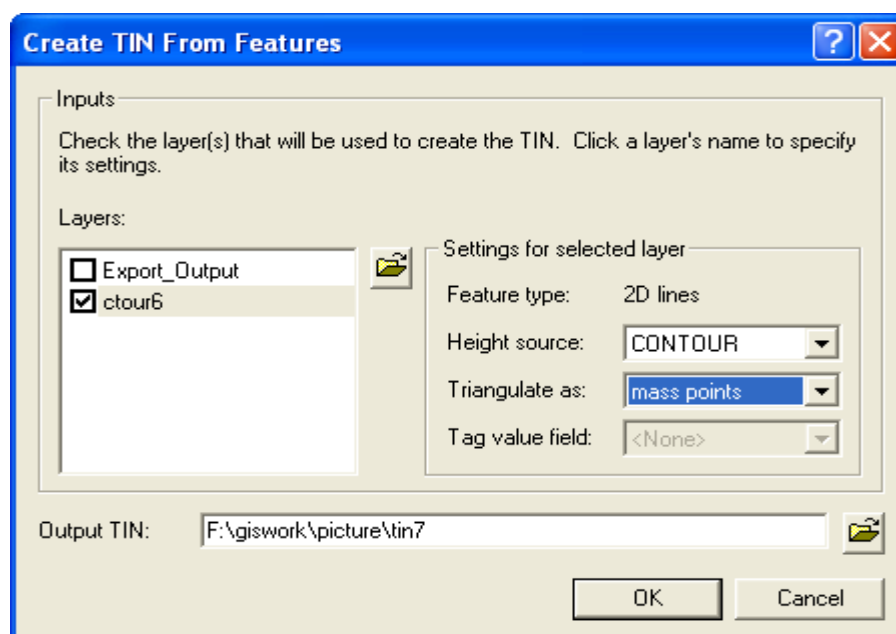 Create TIN From Features
Inputs
Check the layer(s) that will be used to create the TIN. Click a layer's name to specify
its settings.
Layers:
Export_Output
ctour6
Settings for selected layer
Feature type: 2D lines
Height source: CONTOUR
Triangulate as: mass points
Tag value field: <None>
Output TIN: F:\giswork\picture\tin7
OK Cancel